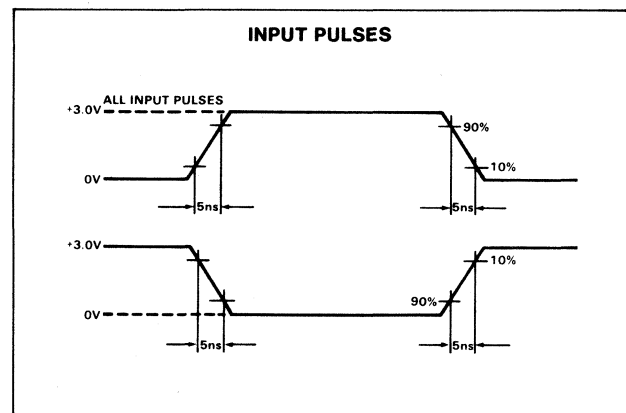 INPUT PULSES
ALL INPUT PULSES
+3.0V
90%
10%
0V
5ns
5ns
+3.0V
10%
90%
0V
5ns
5ns